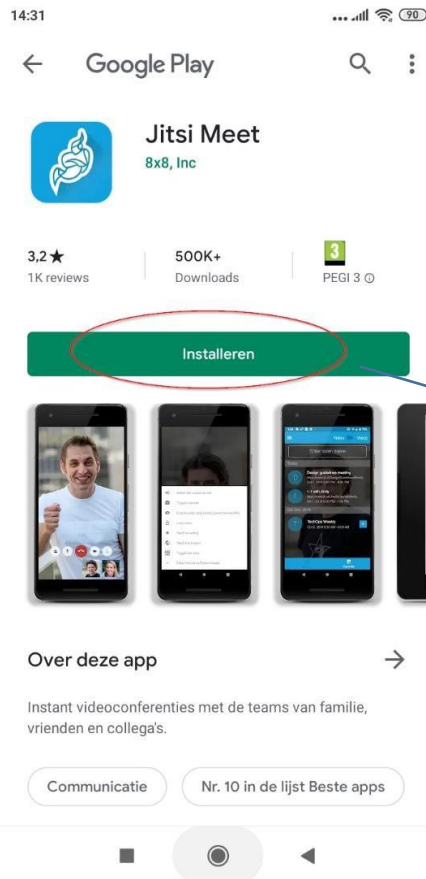 14:31
90
Google Play
Jitsi Meet
8x8, Inc
3,2★
1K reviews
500K+
Downloads
3
PEGI 3
Installeren
Over deze app
Instant videoconferenties met de teams van familie,
vrienden en collega's.
Communicatie
Nr. 10 in de lijst Beste apps